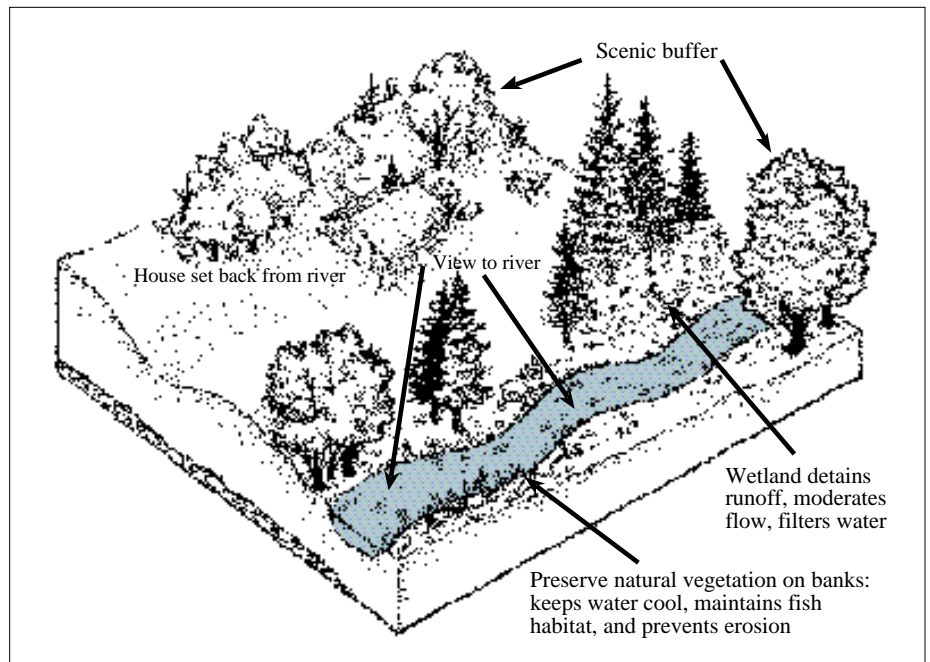 Scenic buffer
View to river
House set back from river
Wetland detains
runoff, moderates
flow, filters water
Preserve natural vegetation on banks:
keeps water cool, maintains fish
habitat, and prevents erosion